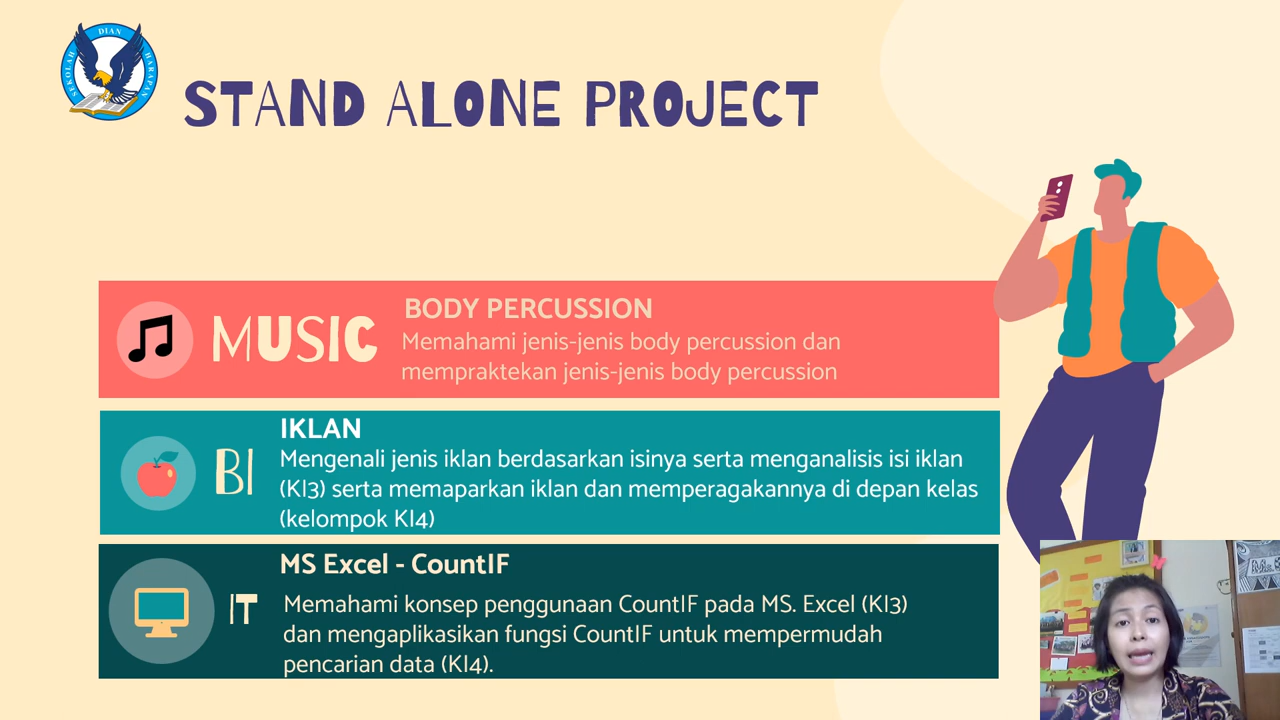 SEKOLAH DIAN HARAPAN
STAND ALONE PROJECT
MUSIC
BODY PERCUSSION
Memahami jenis-jenis body percussion dan
mempraktekan jenis-jenis body percussion
BI
IKLAN
Mengenali jenis iklan berdasarkan isinya serta menganalisis isi iklan
(KI3) serta memaparkan iklan dan memperagakannya di depan kelas
(kelompok KI4)
IT
MS Excel - CountIF
Memahami konsep penggunaan CountIF pada MS. Excel (KI3)
dan mengaplikasikan fungsi CountIF untuk mempermudah
pencarian data (KI4).